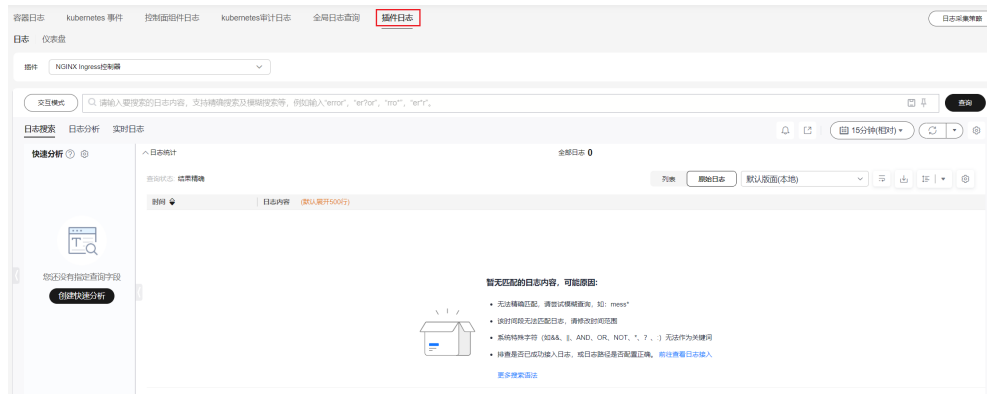 容器日志 kubernetes 事件 控制面组件日志 kubernetes审计日志 全局日志查询 插件日志 日志采集策略
日志 仪表盘
插件 NGINX Ingress控制器
交互模式 请输入要搜索的日志内容，支持精确搜索及模糊搜索等，例如输入"error"，"er?or"，"rro*"，"er*r"。 查询
日志搜索 日志分析 实时日志 15分钟(相对)
快速分析 日志统计 全部日志 0
查询状态 结果精确 列表 原始日志 默认版面(本地)
时间 日志内容 (默认展开500行)
您还没有指定查询字段
创建快速分析
暂无匹配的日志内容，可能原因:
• 无法精确匹配，请尝试模糊查询，如：mess*
• 该时间段无法匹配日志，请修改时间范围
• 系统特殊字符（如&&、||、AND、OR、NOT、*、?、:）无法作为关键词
• 排查是否已成功接入日志，或日志路径是否配置正确。 前往查看日志接入
更多搜索语法